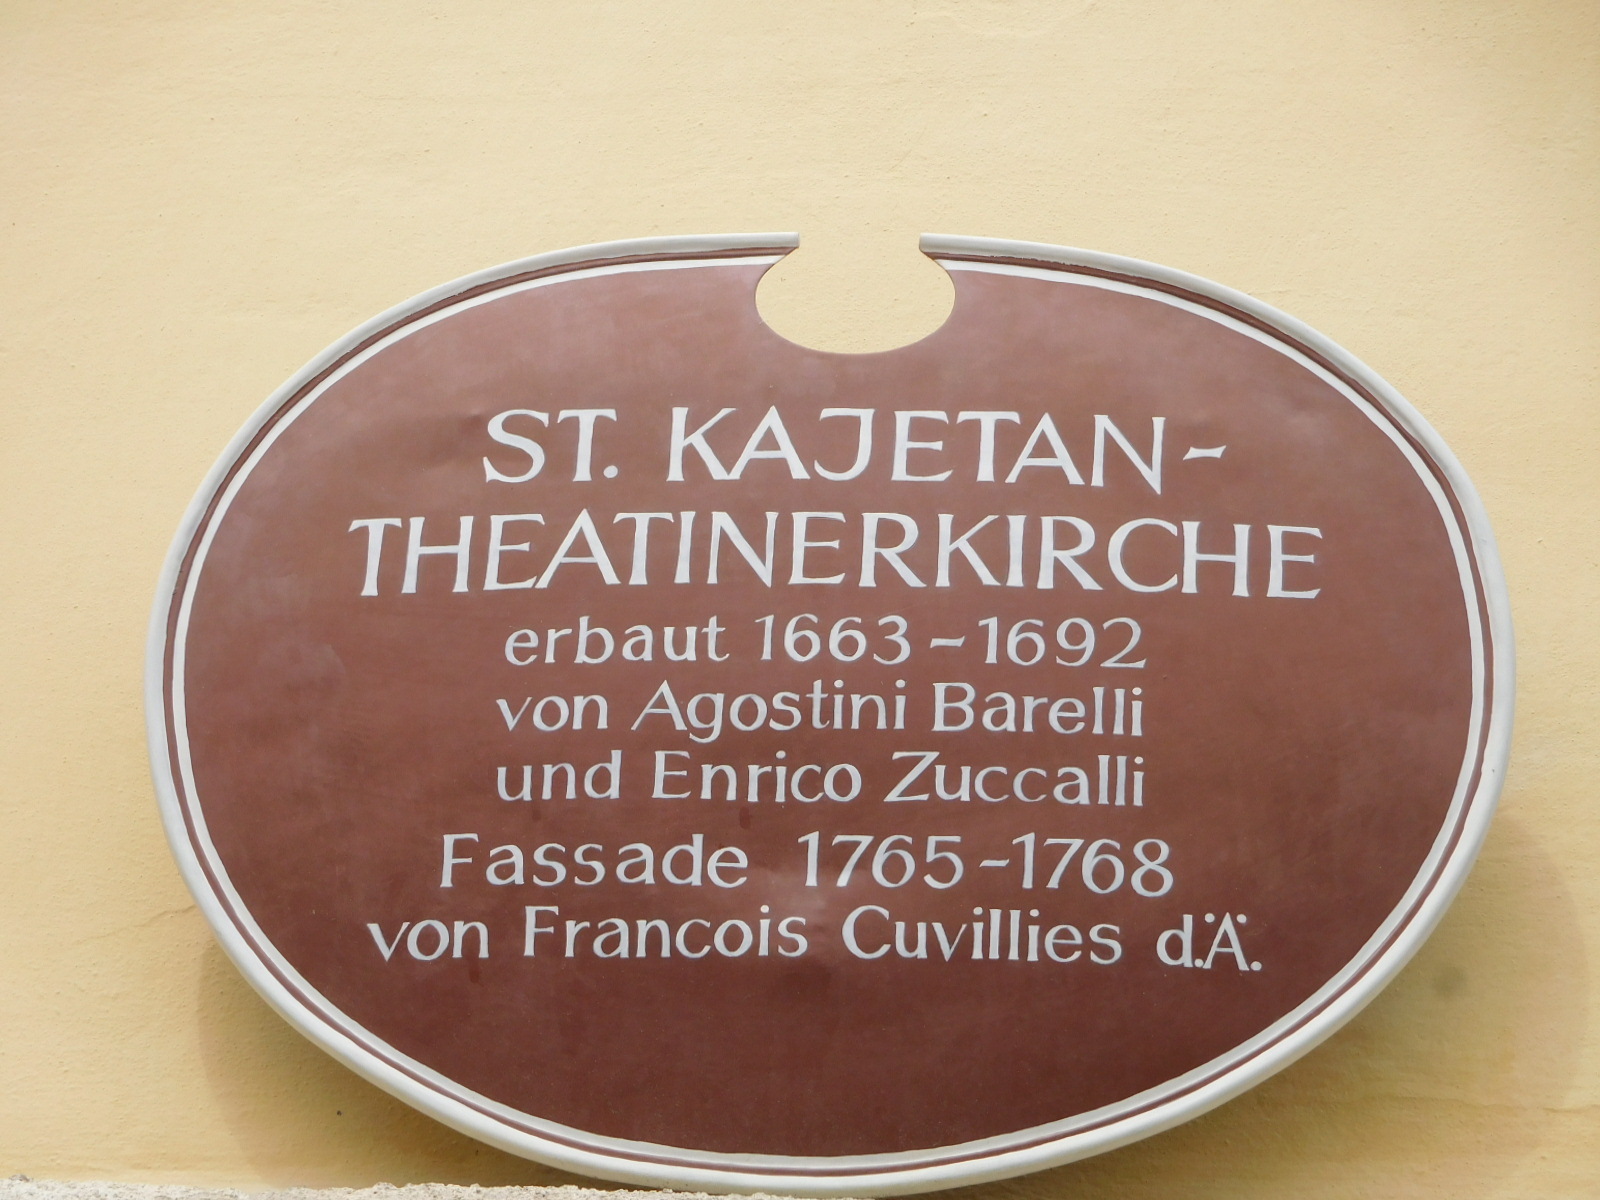 ST. KAJETAN-
THEATINERKIRCHE
erbaut 1663-1692
von Agostini Barelli
und Enrico Zuccalli
Fassade 1765-1768
von Francois Cuvillies d.Ä.